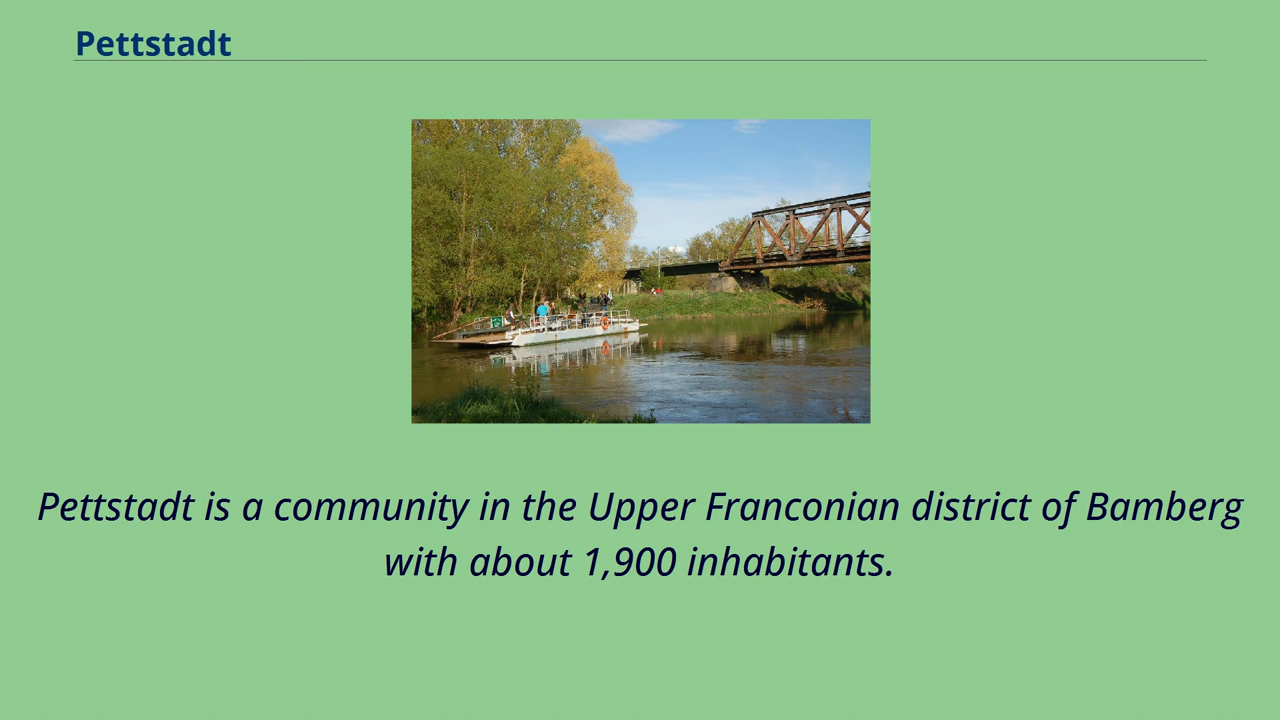 Pettstadt
Pettstadt is a community in the Upper Franconian district of Bamberg
with about 1,900 inhabitants.